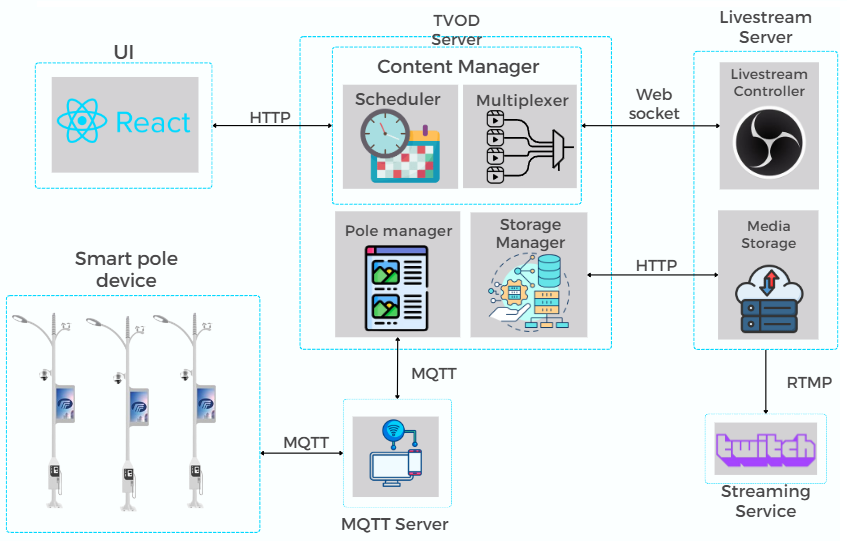 TVOD
Server
Livestream
Server
UI
Content Manager
Scheduler
Multiplexer
Livestream
Controller
React
HTTP
Web
socket
Pole manager
Storage
Manager
Media
Storage
HTTP
Smart pole
device
MQTT
RTMP
MQTT
twitch
MQTT Server
Streaming
Service